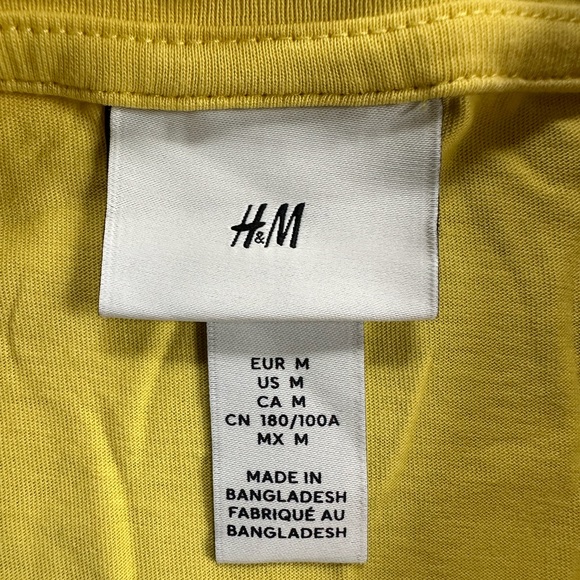 H&M
EUR M
US M
CA M
CN 180/100A
MX M
MADE IN
BANGLADESH
FABRIQUÉ AU
BANGLADESH